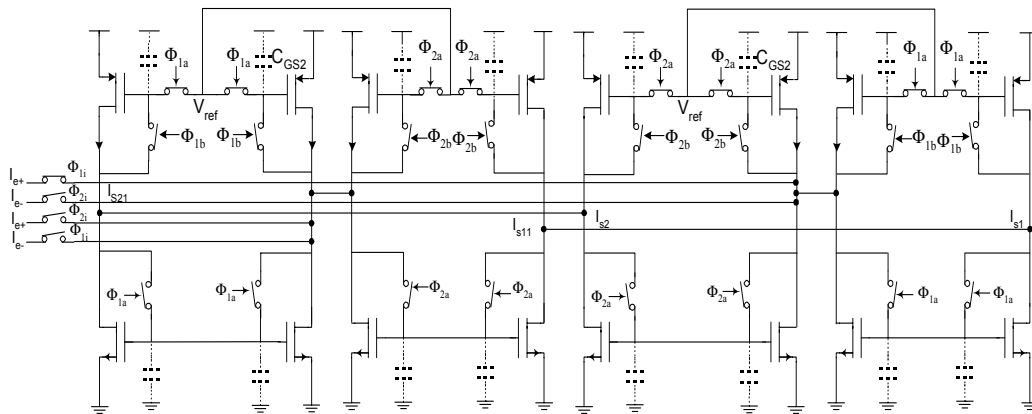 Φ1a Φ1a CGS2 Φ2a Φ2a Φ2a Φ2a CGS2 Φ1a Φ1a
Vref Vref
Φ1b Φ1b Φ2b Φ2b Φ2b Φ2b Φ1b Φ1b
Ie+ Φ1i
Ie- Φ2i IS21
Ie+ Φ2i Is2
Ie- Φ1i Is11 Is1
Φ1a Φ1a Φ2a Φ2a Φ2a Φ2a Φ1a Φ1a